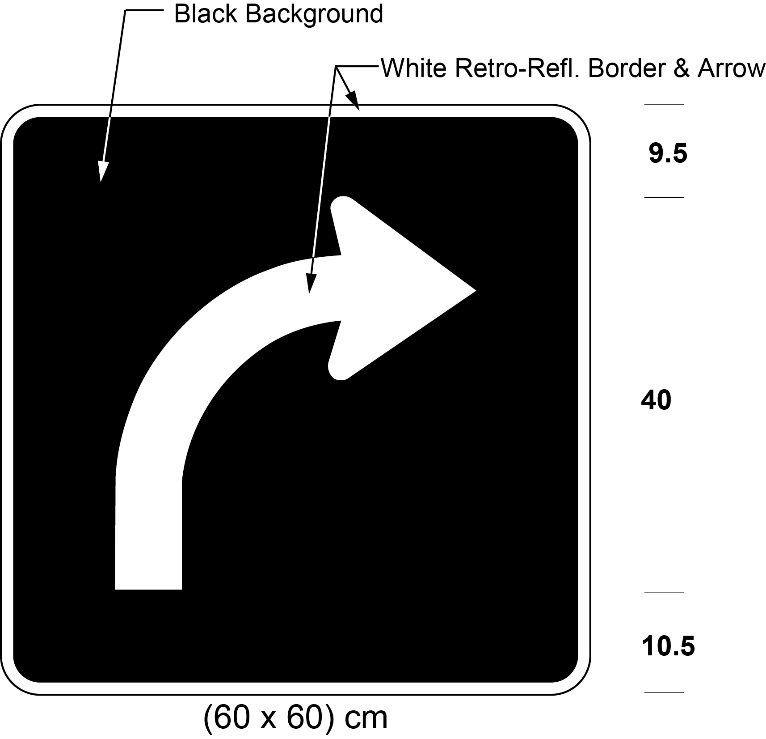 Black Background
White Retro-Refl. Border & Arrow
9.5
40
10.5
(60 x 60) cm